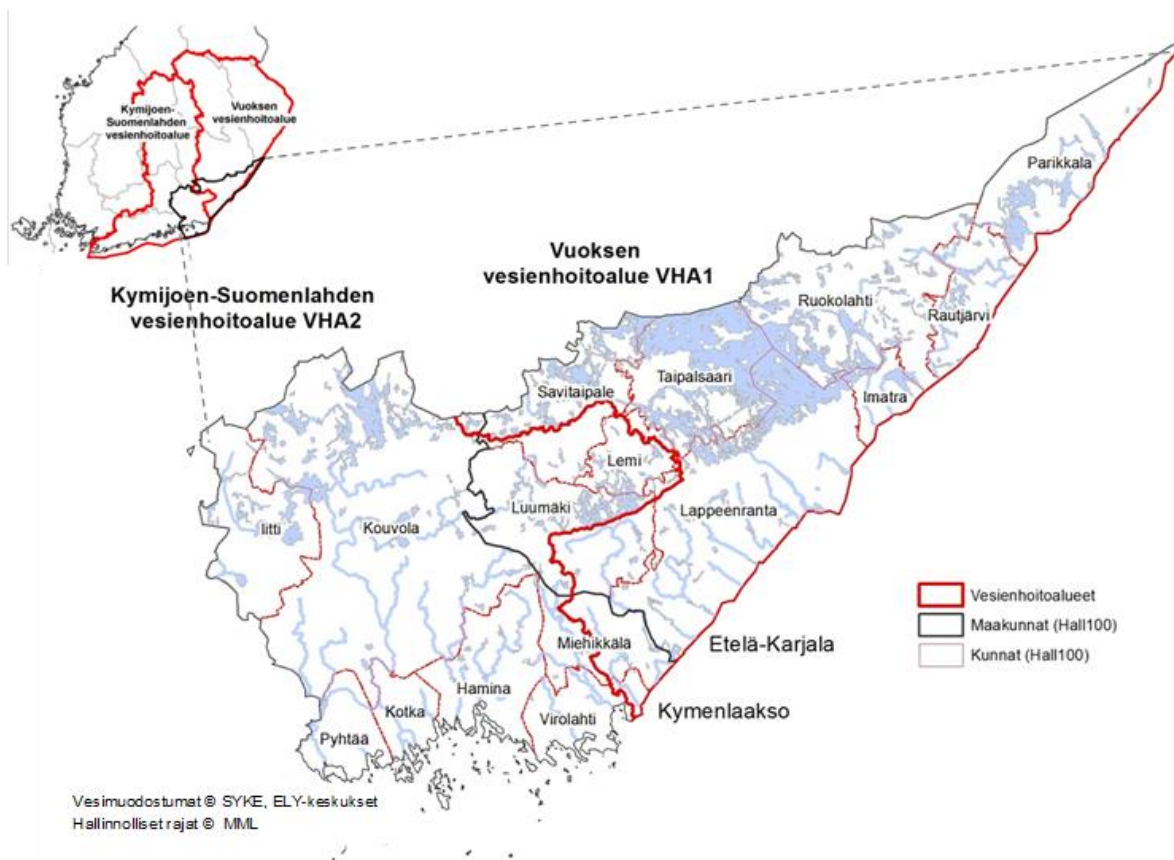 Kymijoen-
Suomenlahden
vesienhoitoalue
Vuoksen
vesienhoitoalue
Vuoksen
vesienhoitoalue VHA1
Kymijoen-Suomenlahden
vesienhoitoalue VHA2
Parikkala
Ruokolahti
Rautjärvi
Imatra
Taipalsaari
Savitaipale
Lemi
Luumäki
Lappeenranta
Iitti
Kouvola
Miehikkälä
Hamina
Kotka
Pyhtää
Virolahti
Etelä-Karjala
Kymenlaakso
Vesienhoitoalueet
Maakunnat (Hall100)
Kunnat (Hall100)
Vesimuodostumat © SYKE, ELY-keskukset
Hallinnolliset rajat © MML